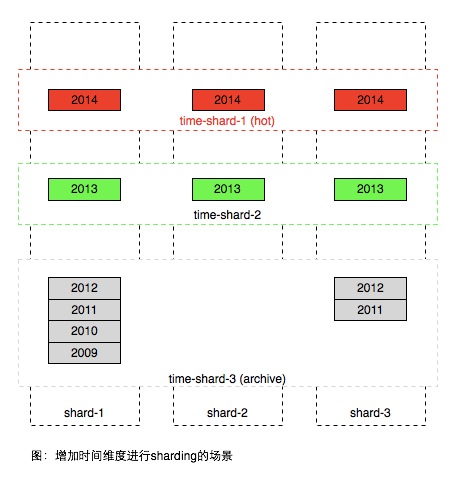 2014 2014 2014
time-shard-1 (hot)
2013 2013 2013
time-shard-2
2012 2012
2011 2011
2010
2009
time-shard-3 (archive)
shard-1 shard-2 shard-3
图：增加时间维度进行sharding的场景